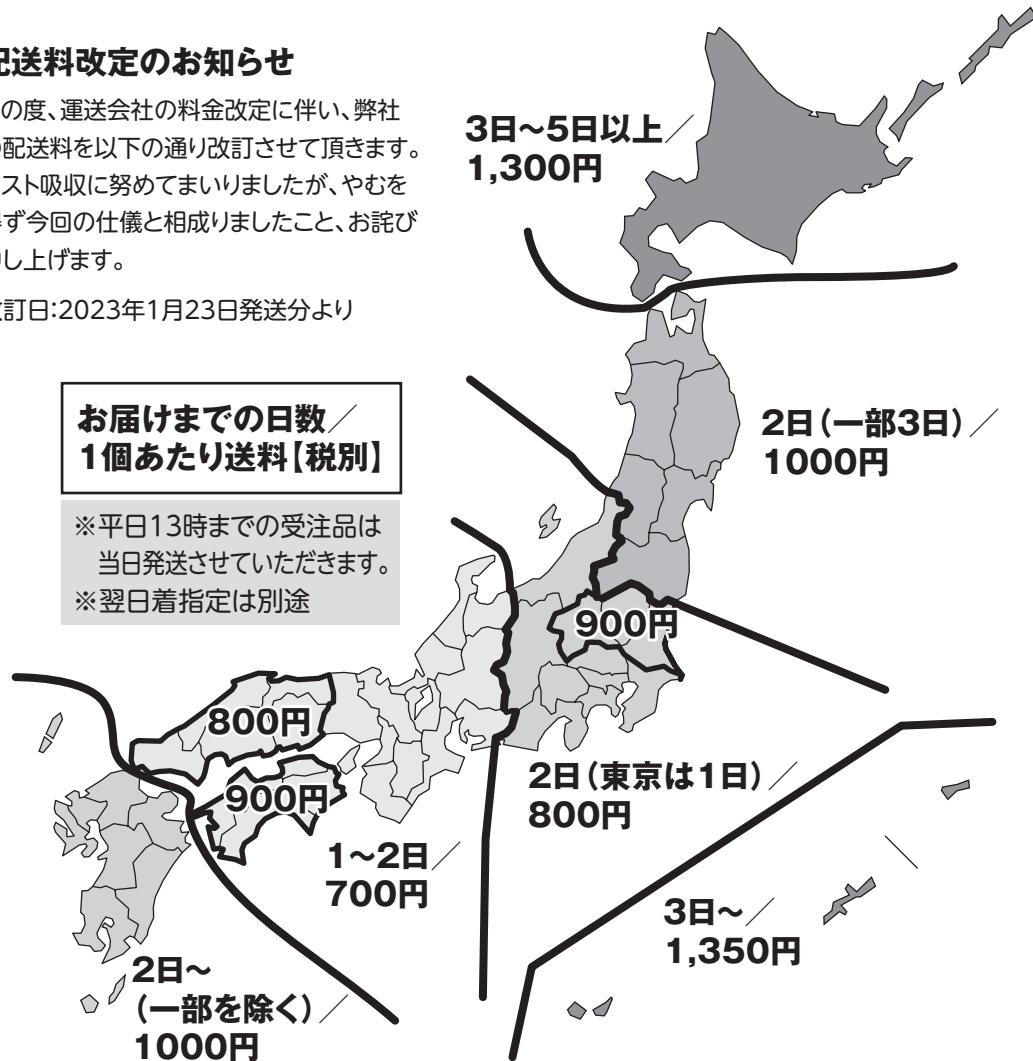 配送料改定のお知らせ
の度、運送会社の料金改定に伴い、弊社
配送料を以下の通り改訂させて頂きます。
スト吸収に努めてまいりましたが、やむを
ず今回の仕儀と相成りましたこと、お詫び
し上げます。
訂日:2023年1月23日発送分より
お届けまでの日数／
1個あたり送料【税別】
※平日13時までの受注品は
当日発送させていただきます。
※翌日着指定は別途
3日～5日以上／
1,300円
2日(一部3日)／
1000円
900円
800円
900円
2日(東京は1日)／
800円
1～2日／
700円
3日～／
1,350円
2日～
(一部を除く)／
1000円